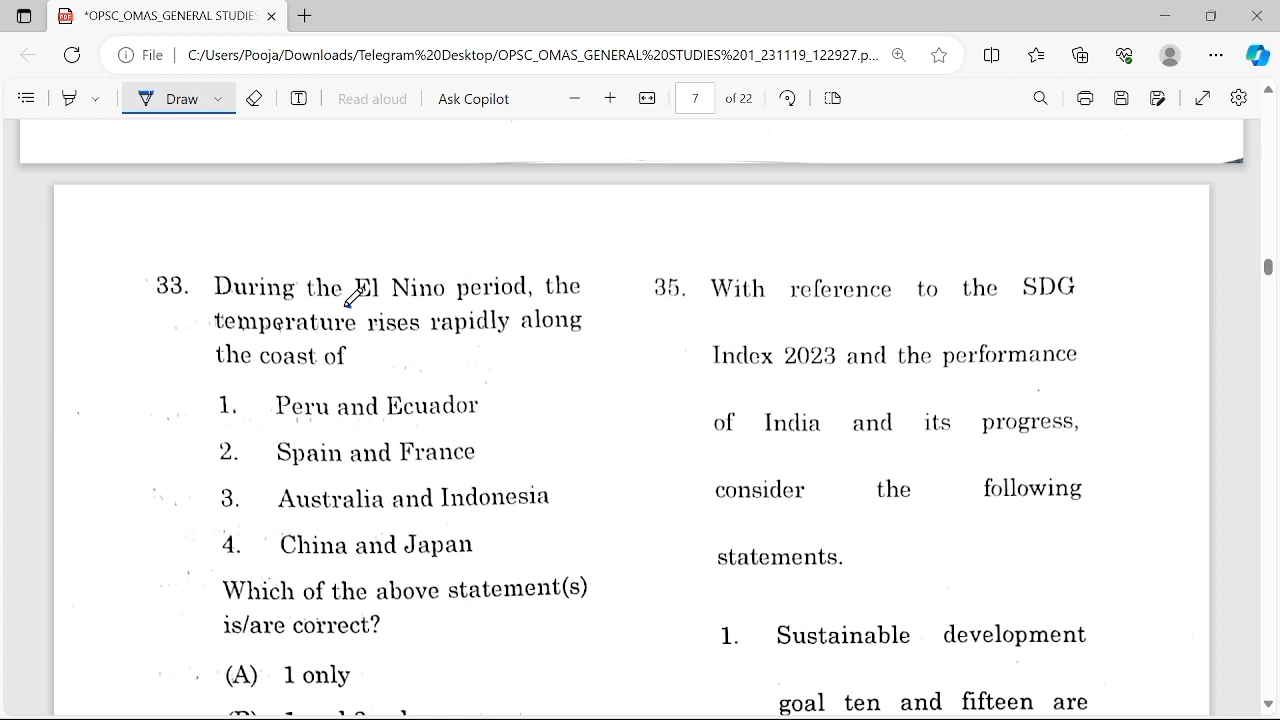 *OPSC_OMAS_GENERAL STUDIES
File
C:/Users/Pooja/Downloads/Telegram%20Desktop/OPSC_OMAS_GENERAL%20STUDIES%201_231119_122927.p...
Draw
Read aloud
Ask Copilot
7
of 22
33. During the El Nino period, the
temperature rises rapidly along
the coast of
1. Peru and Ecuador
2. Spain and France
3. Australia and Indonesia
4. China and Japan
Which of the above statement(s)
is/are correct?
(A) 1 only
35. With reference to the SDG
Index 2023 and the performance
of India and its progress,
consider the following
statements.
1. Sustainable development
goal ten and fifteen are